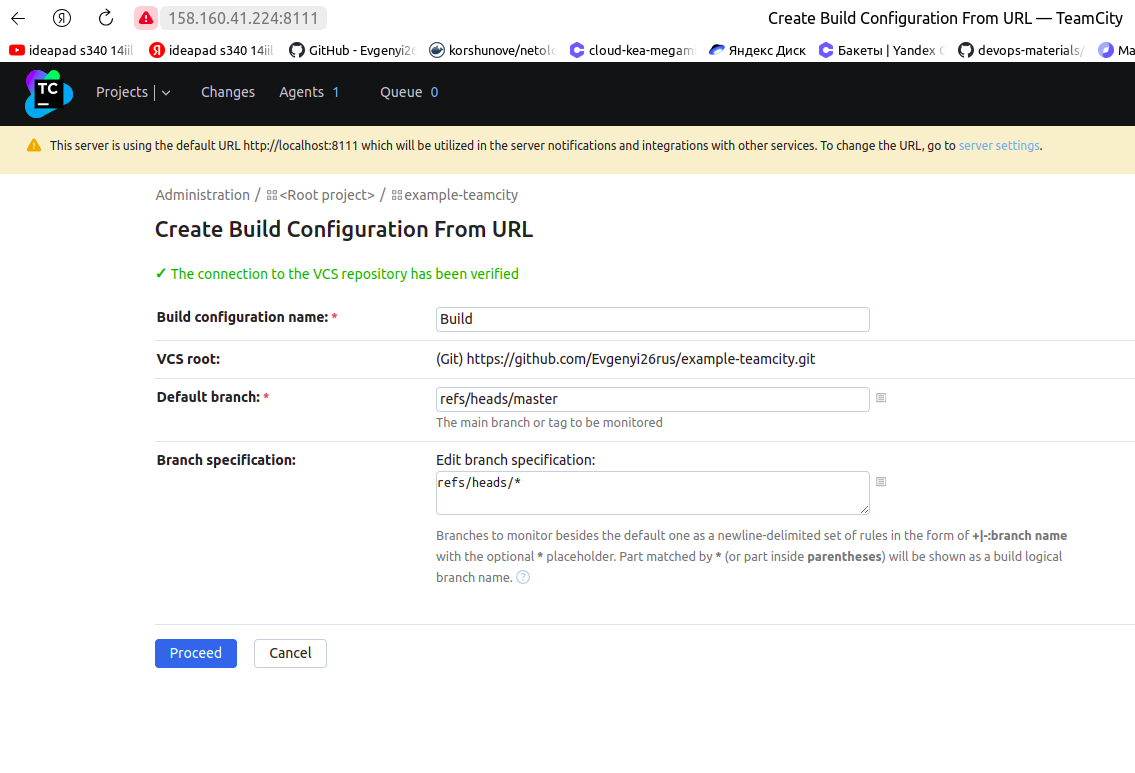 158.160.41.224:8111
Create Build Configuration From URL — TeamCity
ideapad s340 14iil
ideapad s340 14iil
GitHub - Evgenyi26
korshunove/netolo
cloud-kea-megami
Яндекс Диск
Бакеты | Yandex C
devops-materials/
Ma
TC
Projects
Changes
Agents 1
Queue 0
This server is using the default URL http://localhost:8111 which will be utilized in the server notifications and integrations with other services. To change the URL, go to server settings.
Administration / <Root project> / example-teamcity
Create Build Configuration From URL
✓ The connection to the VCS repository has been verified
Build configuration name: *
Build
VCS root:
(Git) https://github.com/Evgenyi26rus/example-teamcity.git
Default branch: *
refs/heads/master
The main branch or tag to be monitored
Branch specification:
Edit branch specification:
refs/heads/*
Branches to monitor besides the default one as a newline-delimited set of rules in the form of +|-:branch name
with the optional * placeholder. Part matched by * (or part inside parentheses) will be shown as a build logical
branch name. ?
Proceed
Cancel